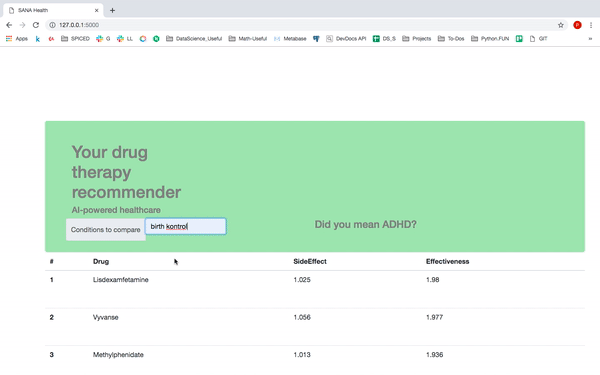 SANA Health
127.0.0.1:5000
Apps SPICED G LL DataScience_Useful Math-Useful Metabase DevDocs API DS_S Projects To-Dos Python.FUN GIT
Your drug
therapy
recommender
AI-powered healthcare
Conditions to compare birth kontrol Did you mean ADHD?
# Drug SideEffect Effectiveness
1 Lisdexamfetamine 1.025 1.98
2 Vyvanse 1.056 1.977
3 Methylphenidate 1.013 1.936